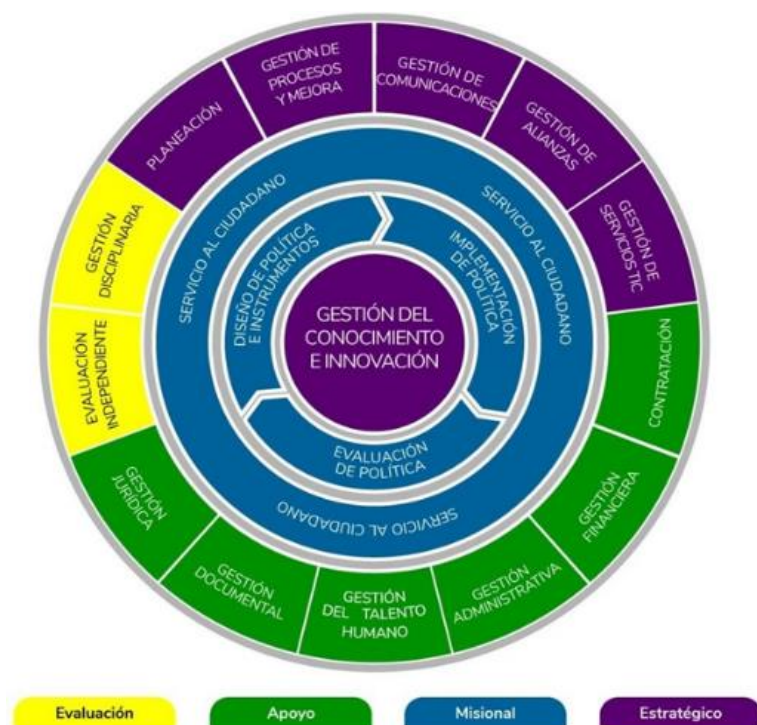 PLANEACIÓN
GESTIÓN DE
PROCESOS
Y MEJORA
GESTIÓN DE
COMUNICACIONES
GESTIÓN DE
ALIANZAS
GESTIÓN DE
SERVICIOS TIC
CONTRATACIÓN
GESTIÓN
FINANCIERA
GESTIÓN
ADMINISTRATIVA
GESTIÓN
DEL TALENTO
HUMANO
GESTIÓN
DOCUMENTAL
GESTIÓN
JURÍDICA
EVALUACIÓN
INDEPENDIENTE
GESTIÓN
DISCIPLINARIA
SERVICIO AL CIUDADANO
SERVICIO AL CIUDADANO
SERVICIO AL CIUDADANO
DISEÑO DE POLÍTICA
E INSTRUMENTOS
IMPLEMENTACIÓN
DE POLÍTICA
EVALUACIÓN
DE POLÍTICA
GESTIÓN DEL
CONOCIMIENTO
E INNOVACIÓN
Evaluación
Apoyo
Misional
Estratégico